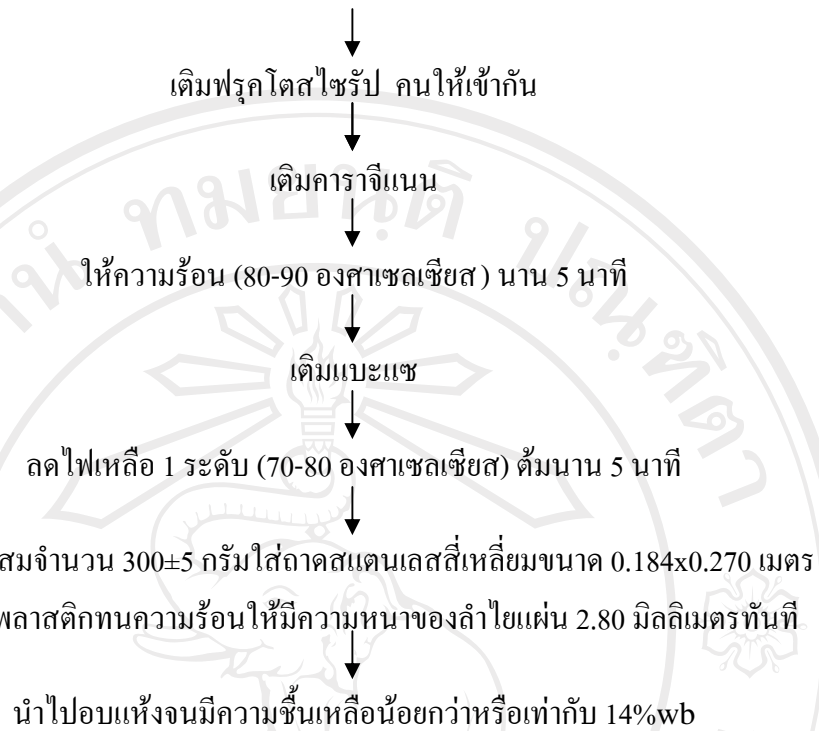 เติมฟรุคโตสไซรัป คนให้เข้ากัน
เติมคาราจีแนน
ให้ความร้อน (80-90 องศาเซลเซียส) นาน 5 นาที
เติมแบะแซ
ลดไฟเหลือ 1 ระดับ (70-80 องศาเซลเซียส) ต้มนาน 5 นาที
สมจำนวน 300±5 กรัมใส่ถาดสแตนเลสสี่เหลี่ยมขนาด 0.184x0.270 เมตร
พลาสติกทนความร้อนให้มีความหนาของลำไยแผ่น 2.80 มิลลิเมตรทันที
นำไปอบแห้งจนมีความชื้นเหลือน้อยกว่าหรือเท่ากับ 14%wb